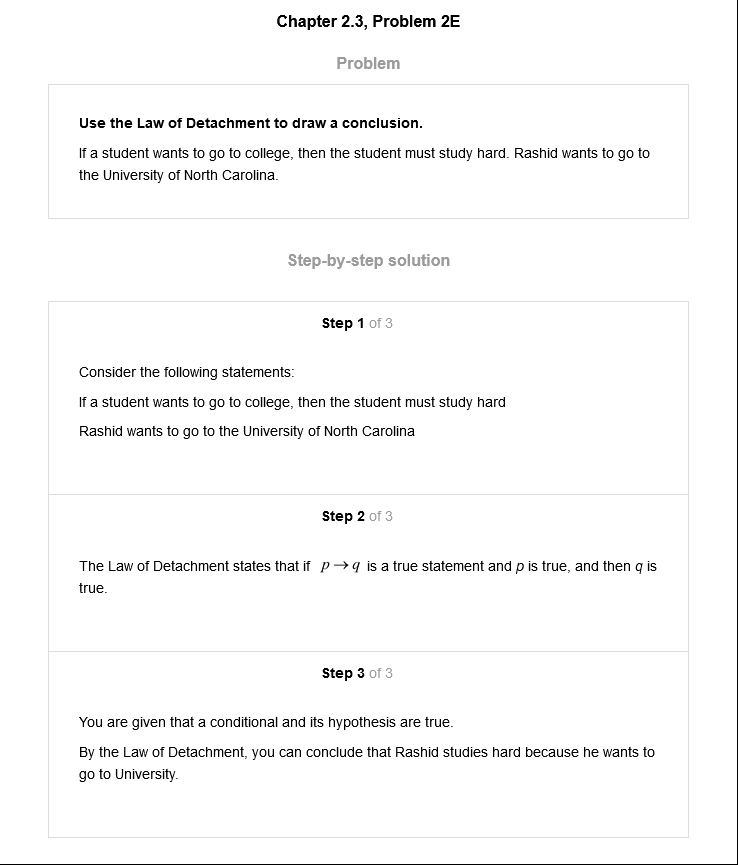 Chapter 2.3, Problem 2E
Problem
Use the Law of Detachment to draw a conclusion.
If a student wants to go to college, then the student must study hard. Rashid wants to go to
the University of North Carolina.
Step-by-step solution
Step 1 of 3
Consider the following statements:
If a student wants to go to college, then the student must study hard
Rashid wants to go to the University of North Carolina
Step 2 of 3
The Law of Detachment states that if p→q is a true statement and p is true, and then q is
true.
Step 3 of 3
You are given that a conditional and its hypothesis are true.
By the Law of Detachment, you can conclude that Rashid studies hard because he wants to
go to University.